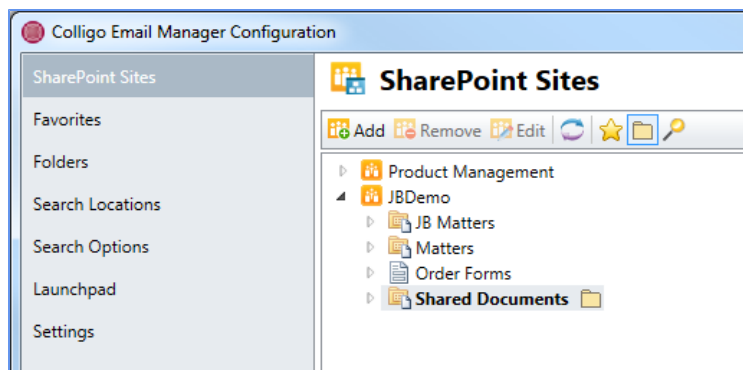 Colligo Email Manager Configuration
SharePoint Sites
Favorites
Folders
Search Locations
Search Options
Launchpad
Settings
SharePoint Sites
Add Remove Edit
Product Management
JBDemo
JB Matters
Matters
Order Forms
Shared Documents